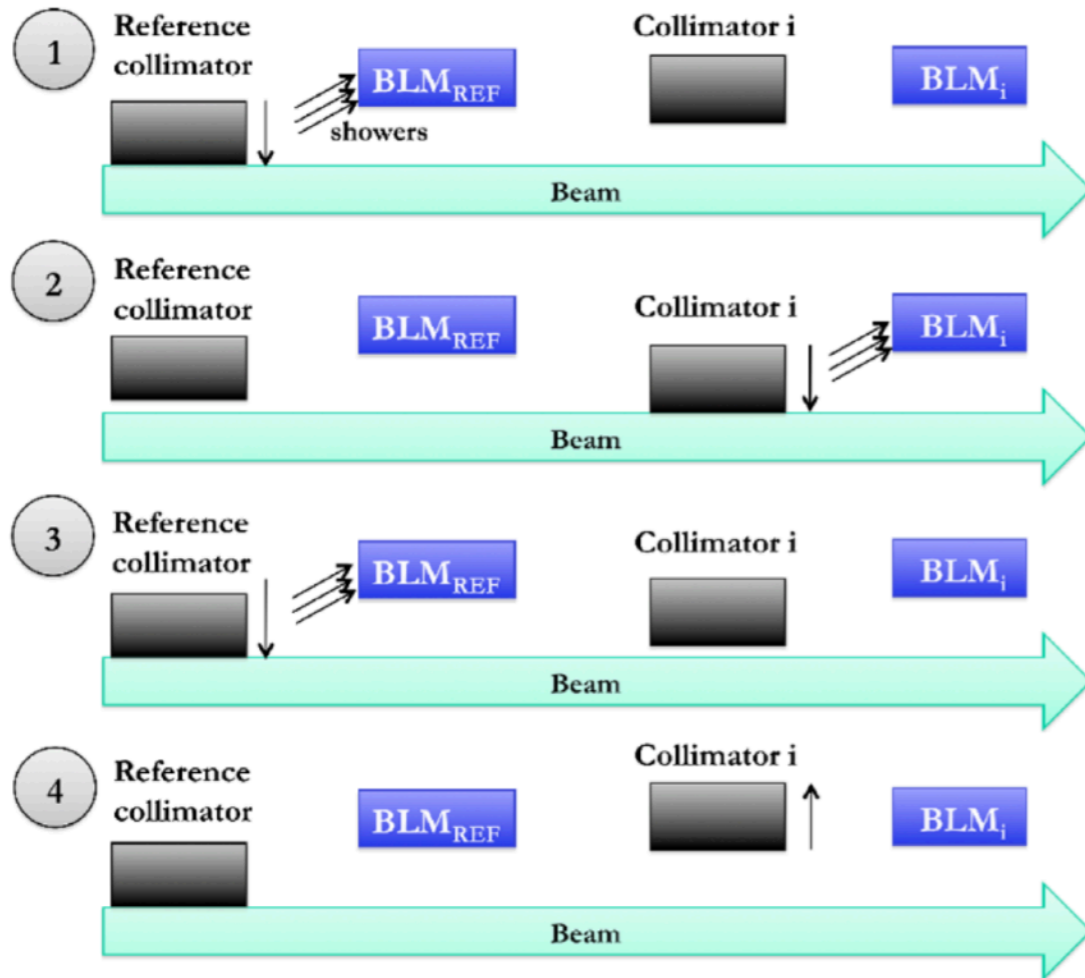 1
Reference
collimator
BLM_REF
showers
Collimator i
BLM_i
Beam
2
Reference
collimator
BLM_REF
Collimator i
BLM_i
Beam
3
Reference
collimator
BLM_REF
Collimator i
BLM_i
Beam
4
Reference
collimator
BLM_REF
Collimator i
BLM_i
Beam